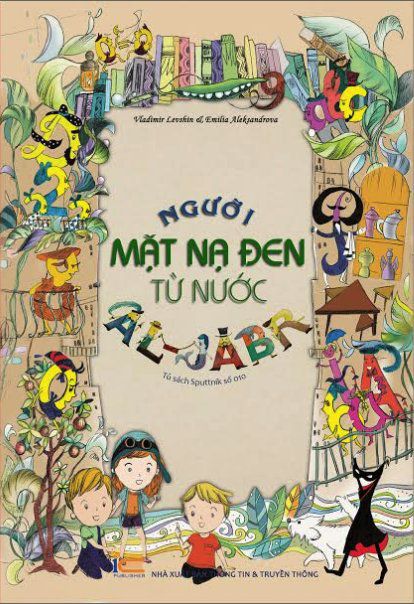 Vladimir Levshin & Emilia Aleksandrova
NGƯỜI
MẶT NẠ ĐEN
TỪ NƯỚC
AL-JABR
Tủ sách Sputtnik số 010
PUBLISHER
NHÀ XUẤT BẢN THÔNG TIN & TRUYỀN THÔNG